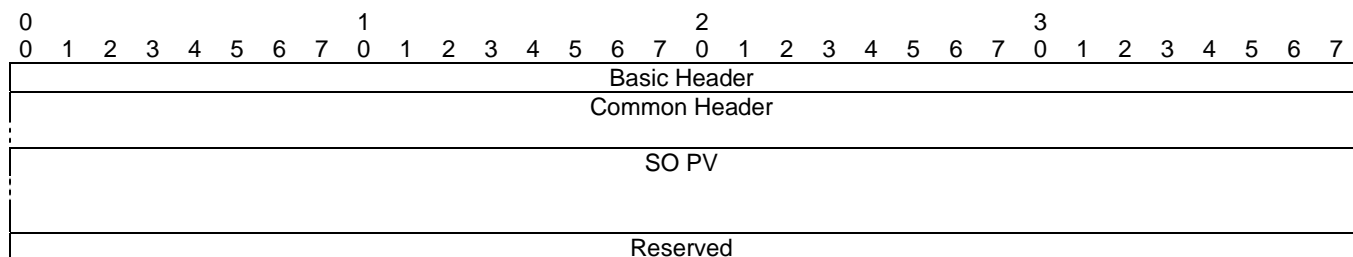 0 1 2 3
0 1 2 3 4 5 6 7 0 1 2 3 4 5 6 7 0 1 2 3 4 5 6 7 0 1 2 3 4 5 6 7
Basic Header
Common Header
SO PV
Reserved